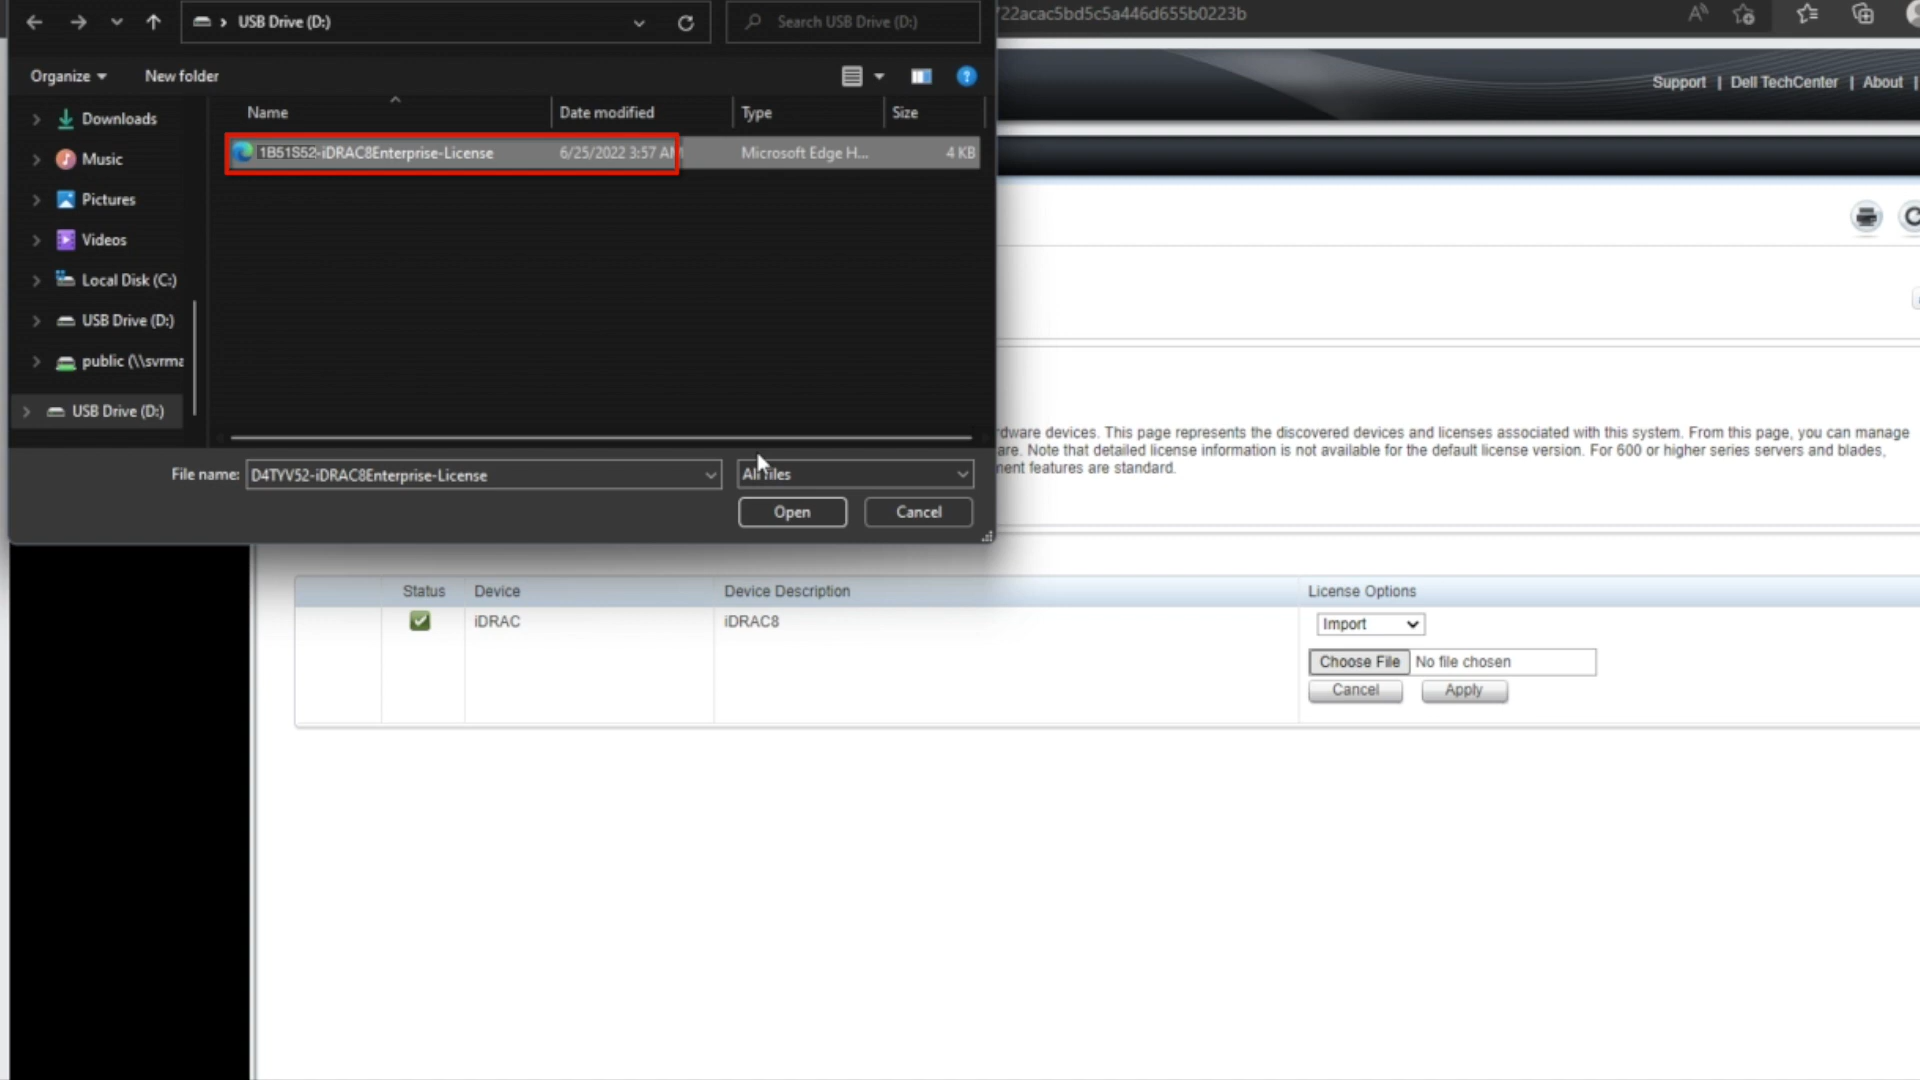 USB Drive (D:)
Search USB Drive (D:)
722acac5bd5c5a446d655b0223b
Organize
New folder
Support | Dell TechCenter | About |
Name
Date modified
Type
Size
1B51S52-iDRAC8Enterprise-License
6/25/2022 3:57 AM
Microsoft Edge H...
4 KB
Downloads
Music
Pictures
Videos
Local Disk (C:)
USB Drive (D:)
public (\\svrma
USB Drive (D:)
File name:
D4TYV52-iDRAC8Enterprise-License
All files
Open
Cancel
rdware devices. This page represents the discovered devices and licenses associated with this system. From this page, you can manage
are. Note that detailed license information is not available for the default license version. For 600 or higher series servers and blades,
ment features are standard.
Status
Device
Device Description
License Options
iDRAC
iDRAC8
Import
Choose File
No file chosen
Cancel
Apply